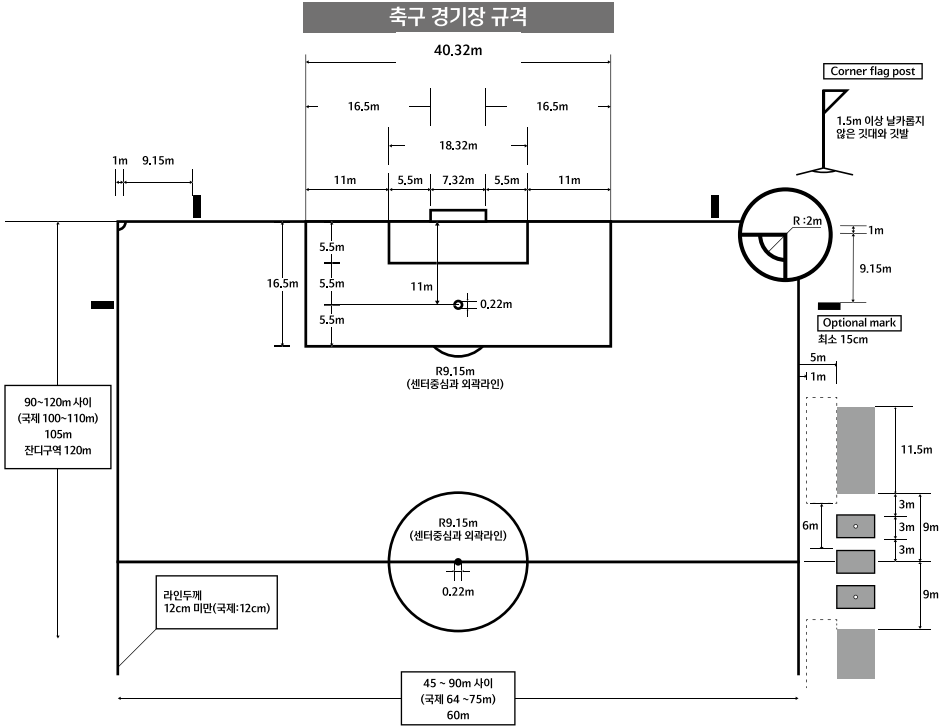 축구 경기장 규격
40.32m
Corner flag post
16.5m
16.5m
1.5m 이상 날카롭지
않은 깃대와 깃발
18.32m
1m
9.15m
11m
5.5m
7.32m
5.5m
11m
R :2m
1m
5.5m
9.15m
16.5m
5.5m
11m
0.22m
5.5m
Optional mark
최소 15cm
R9.15m
(센터중심과 외곽라인)
5m
1m
90~120m 사이
(국제 100~110m)
105m
잔디구역 120m
11.5m
R9.15m
(센터중심과 외곽라인)
3m
6m
3m
9m
3m
0.22m
9m
라인두께
12cm 미만(국제:12cm)
45 ~ 90m 사이
(국제 64 ~75m)
60m